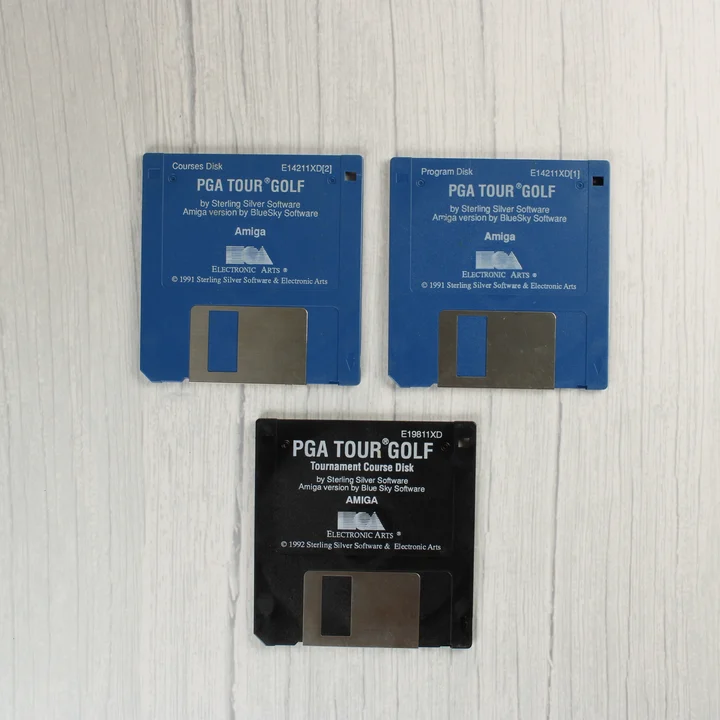 Courses Disk E14211XD[2]
PGA TOUR® GOLF
by Sterling Silver Software
Amiga version by BlueSky Software
Amiga
ELECTRONIC ARTS ®
© 1991 Sterling Silver Software & Electronic Arts
Program Disk E14211XD[1]
PGA TOUR® GOLF
by Sterling Silver Software
Amiga version by BlueSky Software
Amiga
ELECTRONIC ARTS ®
© 1991 Sterling Silver Software & Electronic Arts
E19811XD
PGA TOUR® GOLF
Tournament Course Disk
by Sterling Silver Software
Amiga version by Blue Sky Software
AMIGA
ELECTRONIC ARTS ®
© 1992 Sterling Silver Software & Electronic Arts